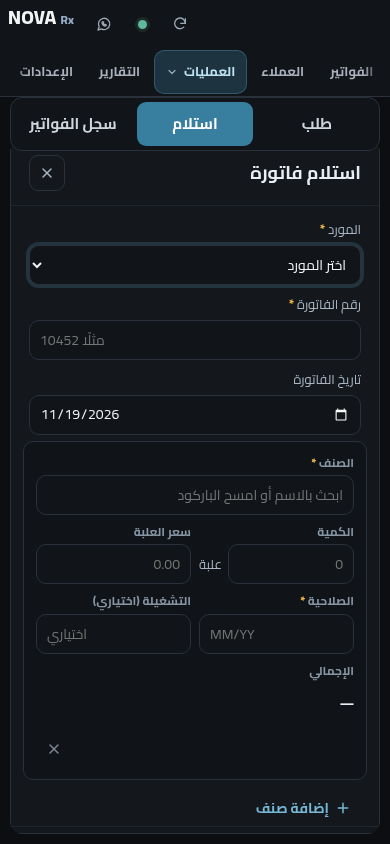 NOVA Rx
الفواتير العملاء العمليات التقارير الإعدادات
طلب استلام سجل الفواتير
استلام فاتورة
المورد *
اختر المورد
رقم الفاتورة *
مثلًا 10452
تاريخ الفاتورة
11/19/2026
الصنف *
ابحث بالاسم أو امسح الباركود
الكمية سعر العلبة
0 علبة 0.00
الصلاحية * التشغيلة (اختياري)
MM/YY اختياري
الإجمالي
—
+ إضافة صنف